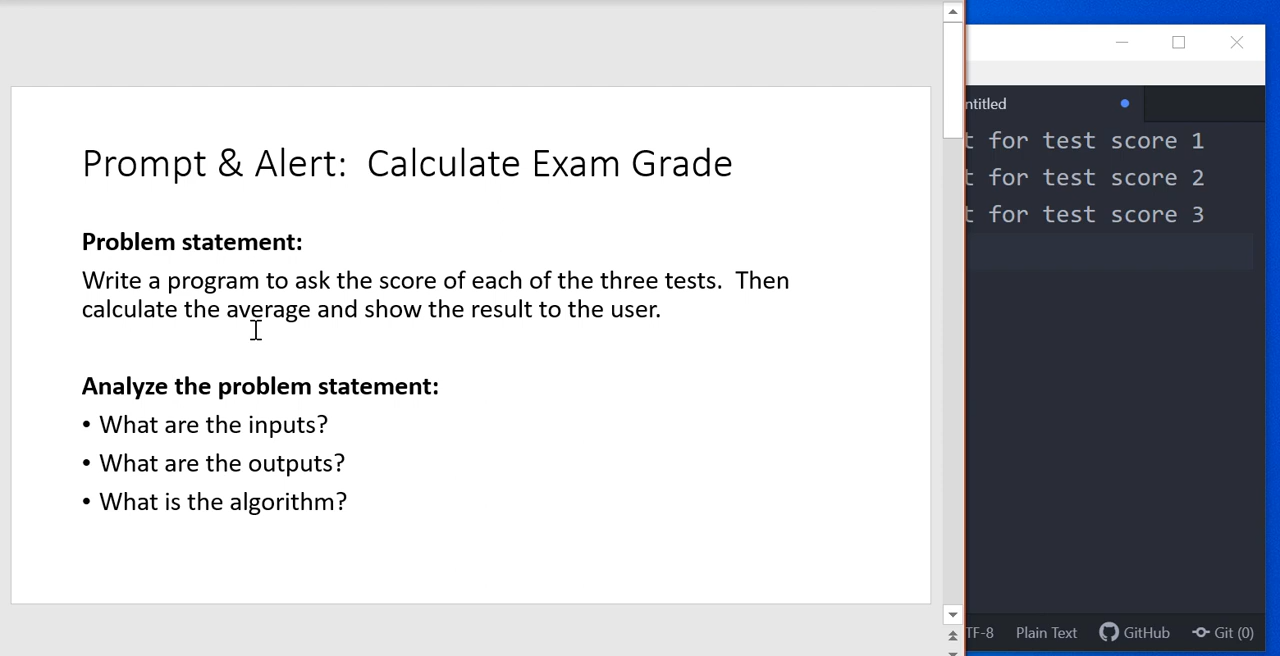 Prompt & Alert: Calculate Exam Grade
Problem statement:
Write a program to ask the score of each of the three tests. Then
calculate the average and show the result to the user.
Analyze the problem statement:
• What are the inputs?
• What are the outputs?
• What is the algorithm?
ntitled
t for test score 1
t for test score 2
t for test score 3
TF-8 Plain Text GitHub Git (0)